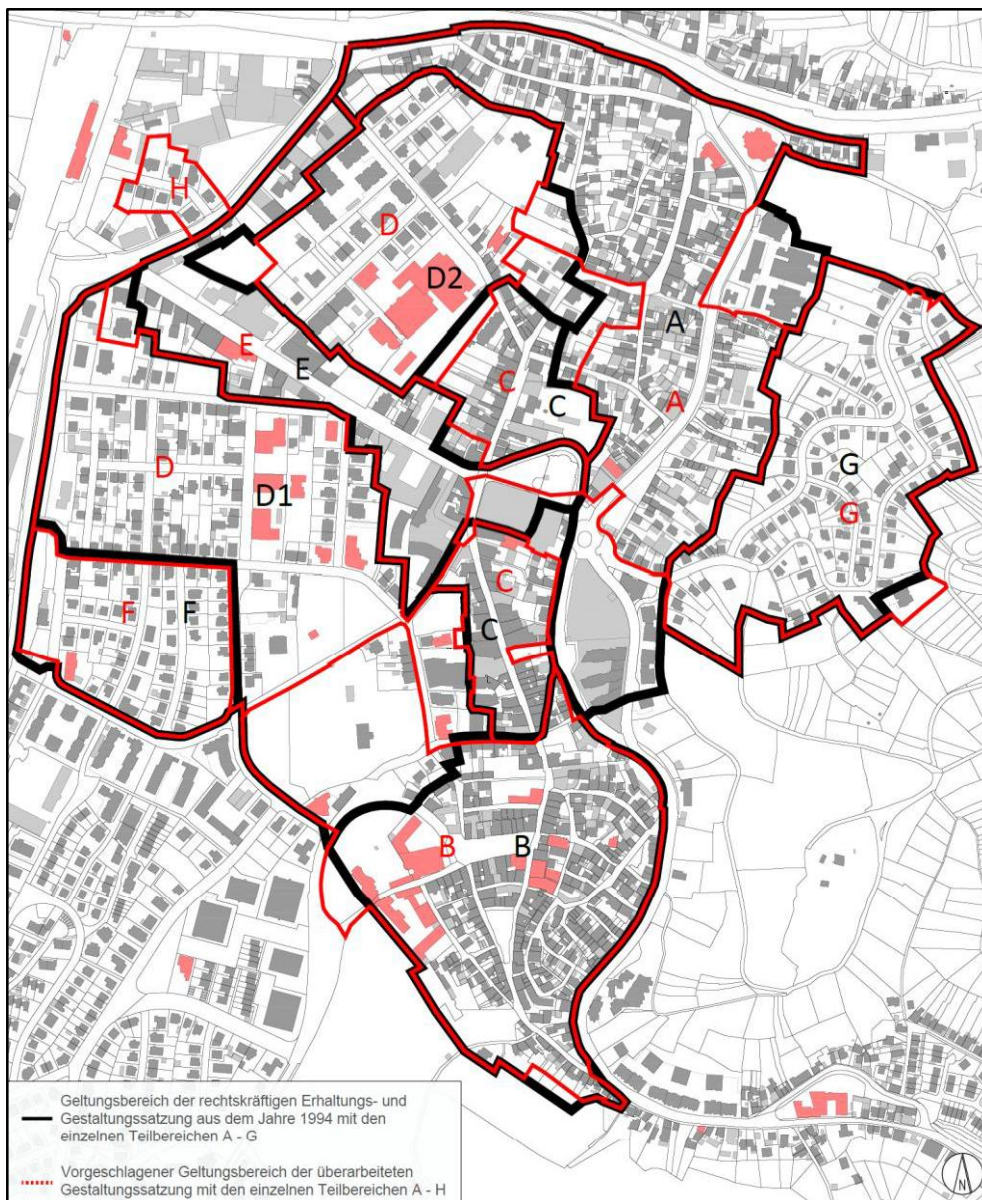 H
D
D2
A
E
E
C
C
A
G
G
D
D1
C
F
F
C
B
B
Geltungsbereich der rechtskräftigen Erhaltungs- und
Gestaltungssatzung aus dem Jahre 1994 mit den
einzelnen Teilbereichen A - G
Vorgeschlagener Geltungsbereich der überarbeiteten
Gestaltungssatzung mit den einzelnen Teilbereichen A - H
N